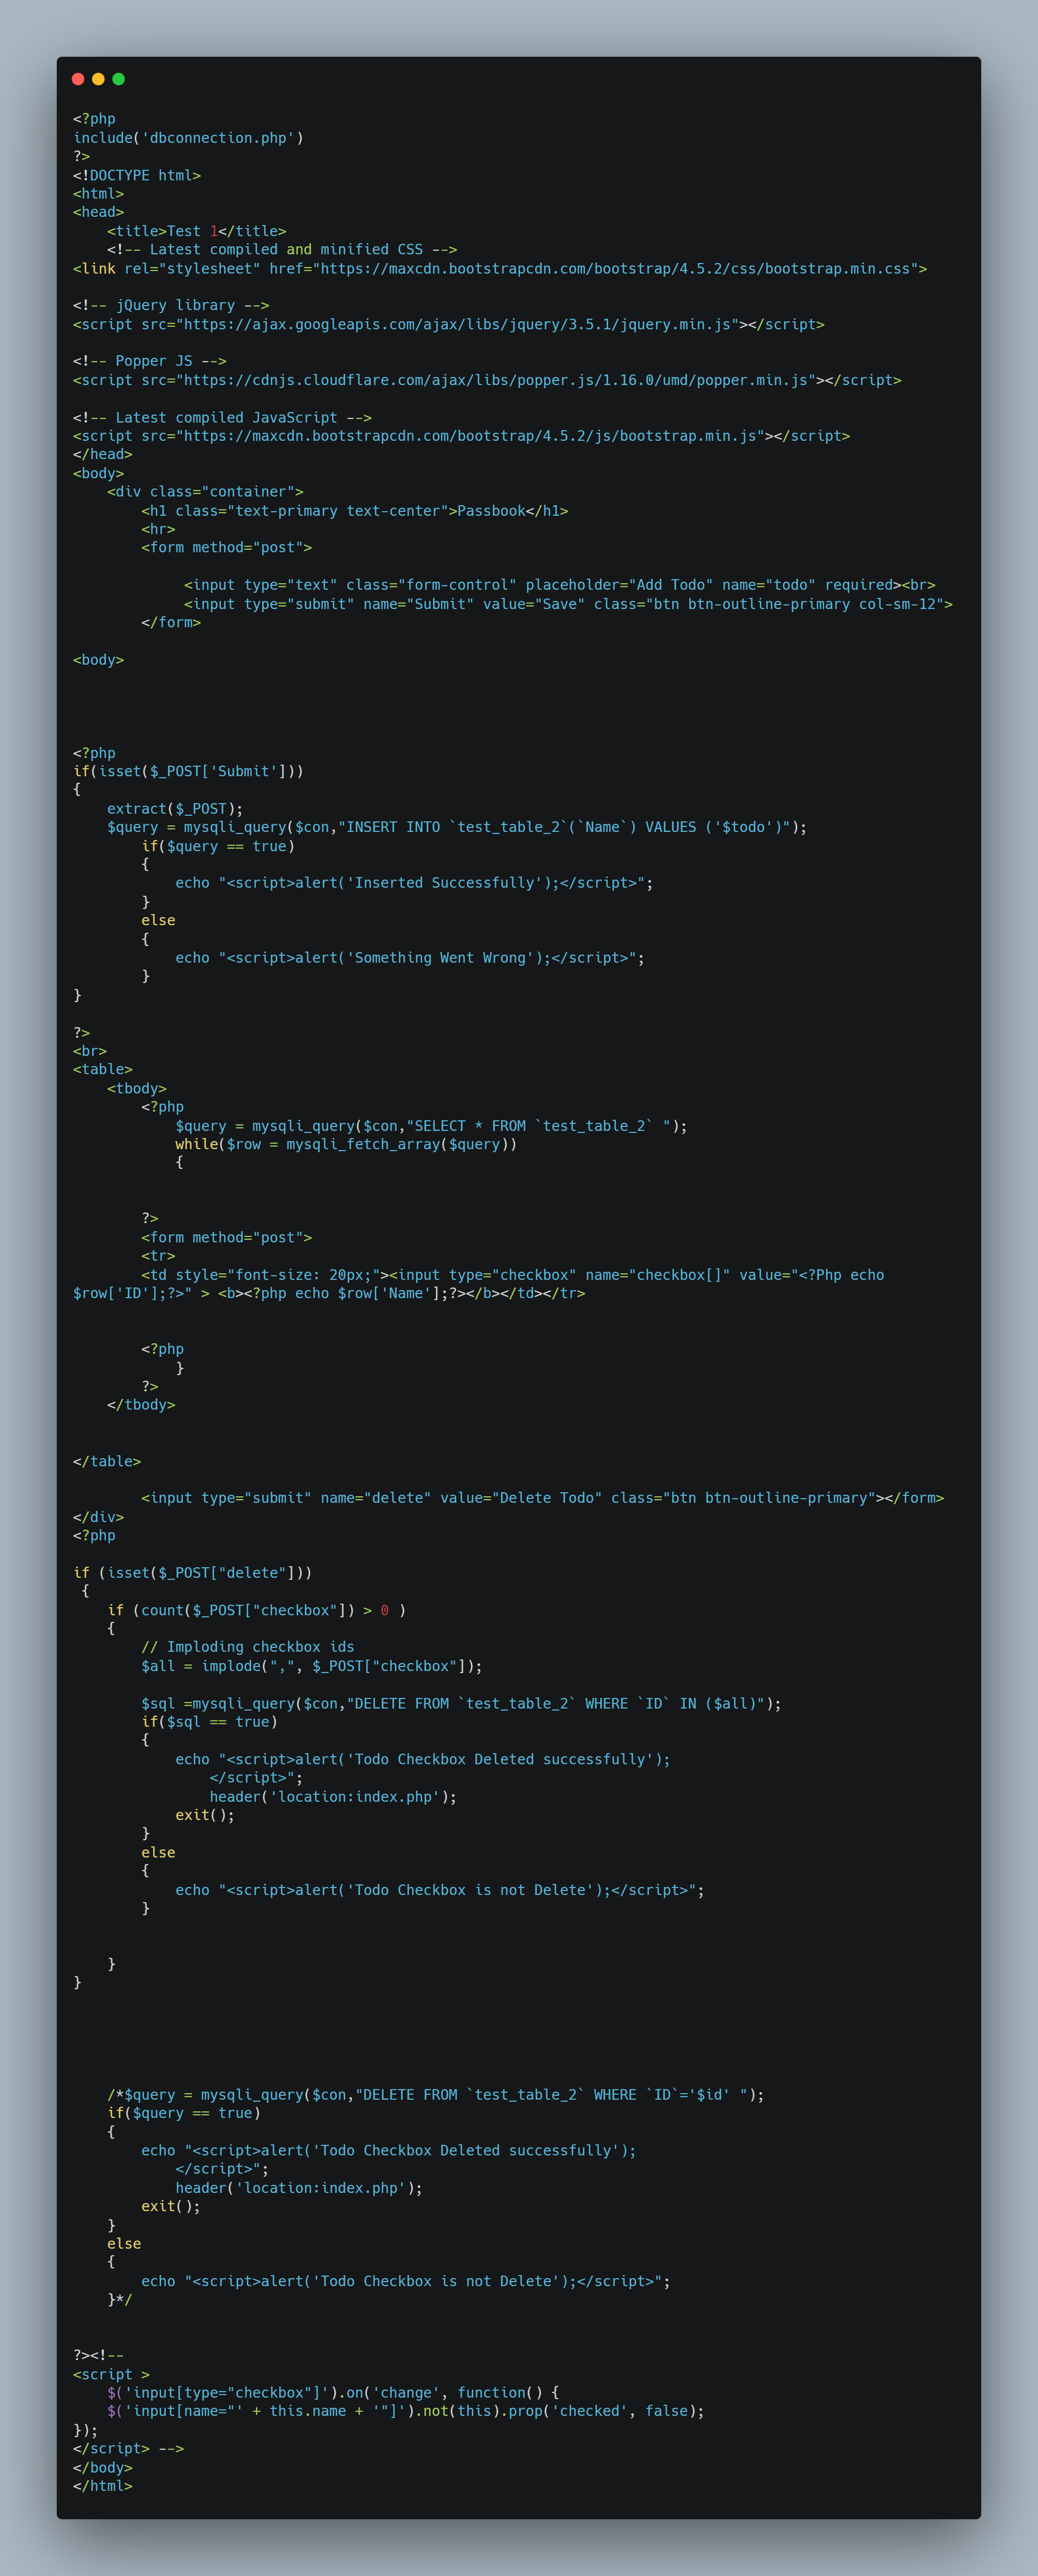 <?php
include('dbconnection.php')
?>
<!DOCTYPE html>
<html>
<head>
    <title>Test 1</title>
    <!-- Latest compiled and minified CSS -->
<link rel="stylesheet" href="https://maxcdn.bootstrapcdn.com/bootstrap/4.5.2/css/bootstrap.min.css">

<!-- jQuery library -->
<script src="https://ajax.googleapis.com/ajax/libs/jquery/3.5.1/jquery.min.js"></script>

<!-- Popper JS -->
<script src="https://cdnjs.cloudflare.com/ajax/libs/popper.js/1.16.0/umd/popper.min.js"></script>

<!-- Latest compiled JavaScript -->
<script src="https://maxcdn.bootstrapcdn.com/bootstrap/4.5.2/js/bootstrap.min.js"></script>
</head>
<body>
    <div class="container">
        <h1 class="text-primary text-center">Passbook</h1>
        <hr>
        <form method="post">

             <input type="text" class="form-control" placeholder="Add Todo" name="todo" required><br>
             <input type="submit" name="Submit" value="Save" class="btn btn-outline-primary col-sm-12">
        </form>

<body>

<?php
if(isset($_POST['Submit']))
{
    extract($_POST);
    $query = mysqli_query($con,"INSERT INTO `test_table_2`(`Name`) VALUES ('$todo')");
        if($query == true)
        {
            echo "<script>alert('Inserted Successfully');</script>";
        }
        else
        {
            echo "<script>alert('Something Went Wrong');</script>";
        }
}

?>
<br>
<table>
    <tbody>
        <?php
            $query = mysqli_query($con,"SELECT * FROM `test_table_2` ");
            while($row = mysqli_fetch_array($query))
            {

        ?>
        <form method="post">
        <tr>
        <td style="font-size: 20px;"><input type="checkbox" name="checkbox[]" value="<?Php echo
$row['ID'];?>" > <b><?php echo $row['Name'];?></b></td></tr>

        <?php
            }
        ?>
    </tbody>

</table>

        <input type="submit" name="delete" value="Delete Todo" class="btn btn-outline-primary"></form>
</div>
<?php

if (isset($_POST["delete"]))
 {
    if (count($_POST["checkbox"]) > 0 )
    {
        // Imploding checkbox ids
        $all = implode(",", $_POST["checkbox"]);

        $sql =mysqli_query($con,"DELETE FROM `test_table_2` WHERE `ID` IN ($all)");
        if($sql == true)
        {
            echo "<script>alert('Todo Checkbox Deleted successfully');
                </script>";
                header('location:index.php');
            exit();
        }
        else
        {
            echo "<script>alert('Todo Checkbox is not Delete');</script>";
        }

    }
}

    /*$query = mysqli_query($con,"DELETE FROM `test_table_2` WHERE `ID`='$id' ");
    if($query == true)
    {
        echo "<script>alert('Todo Checkbox Deleted successfully');
            </script>";
            header('location:index.php');
        exit();
    }
    else
    {
        echo "<script>alert('Todo Checkbox is not Delete');</script>";
    }*/

?><!--
<script >
    $('input[type="checkbox"]').on('change', function() {
    $('input[name="' + this.name + '"]').not(this).prop('checked', false);
});
</script> -->
</body>
</html>